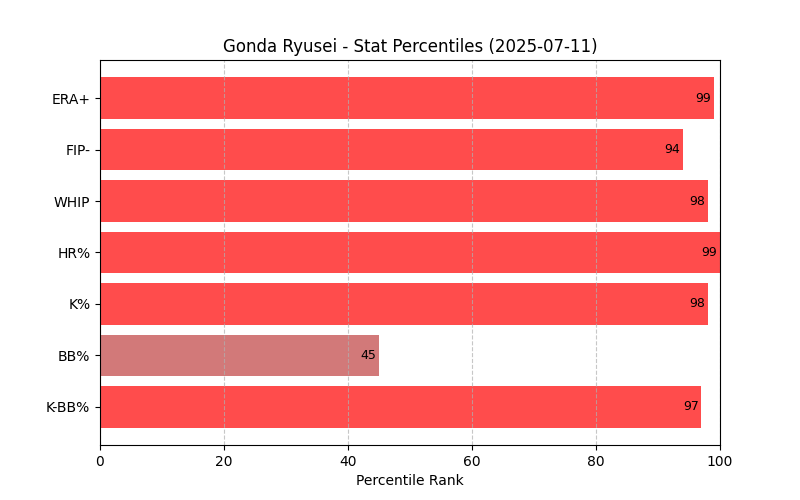 Gonda Ryusei - Stat Percentiles (2025-07-11)
ERA+ 99
FIP- 94
WHIP 98
HR% 99
K% 98
BB% 45
K-BB% 97
0 20 40 60 80 100
Percentile Rank